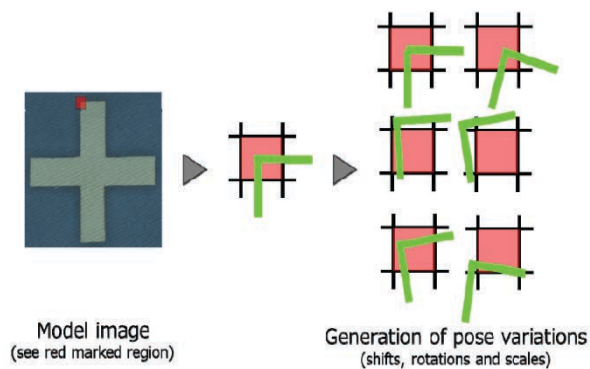 Model image
(see red marked region)
Generation of pose variations
(shifts, rotations and scales)